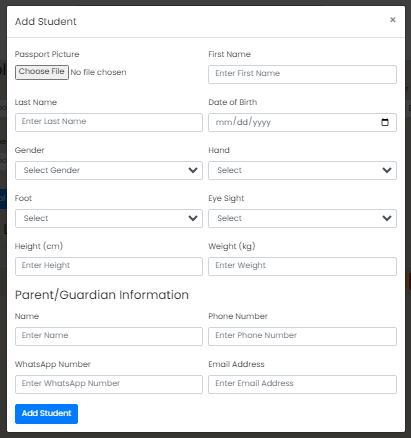 Add Student ×
Passport Picture First Name
Choose File No file chosen Enter First Name
Last Name Date of Birth
Enter Last Name mm/dd/yyyy
Gender Hand
Select Gender Select
Foot Eye Sight
Select Select
Height (cm) Weight (kg)
Enter Height Enter Weight
Parent/Guardian Information
Name Phone Number
Enter Name Enter Phone Number
WhatsApp Number Email Address
Enter WhatsApp Number Enter Email Address
Add Student